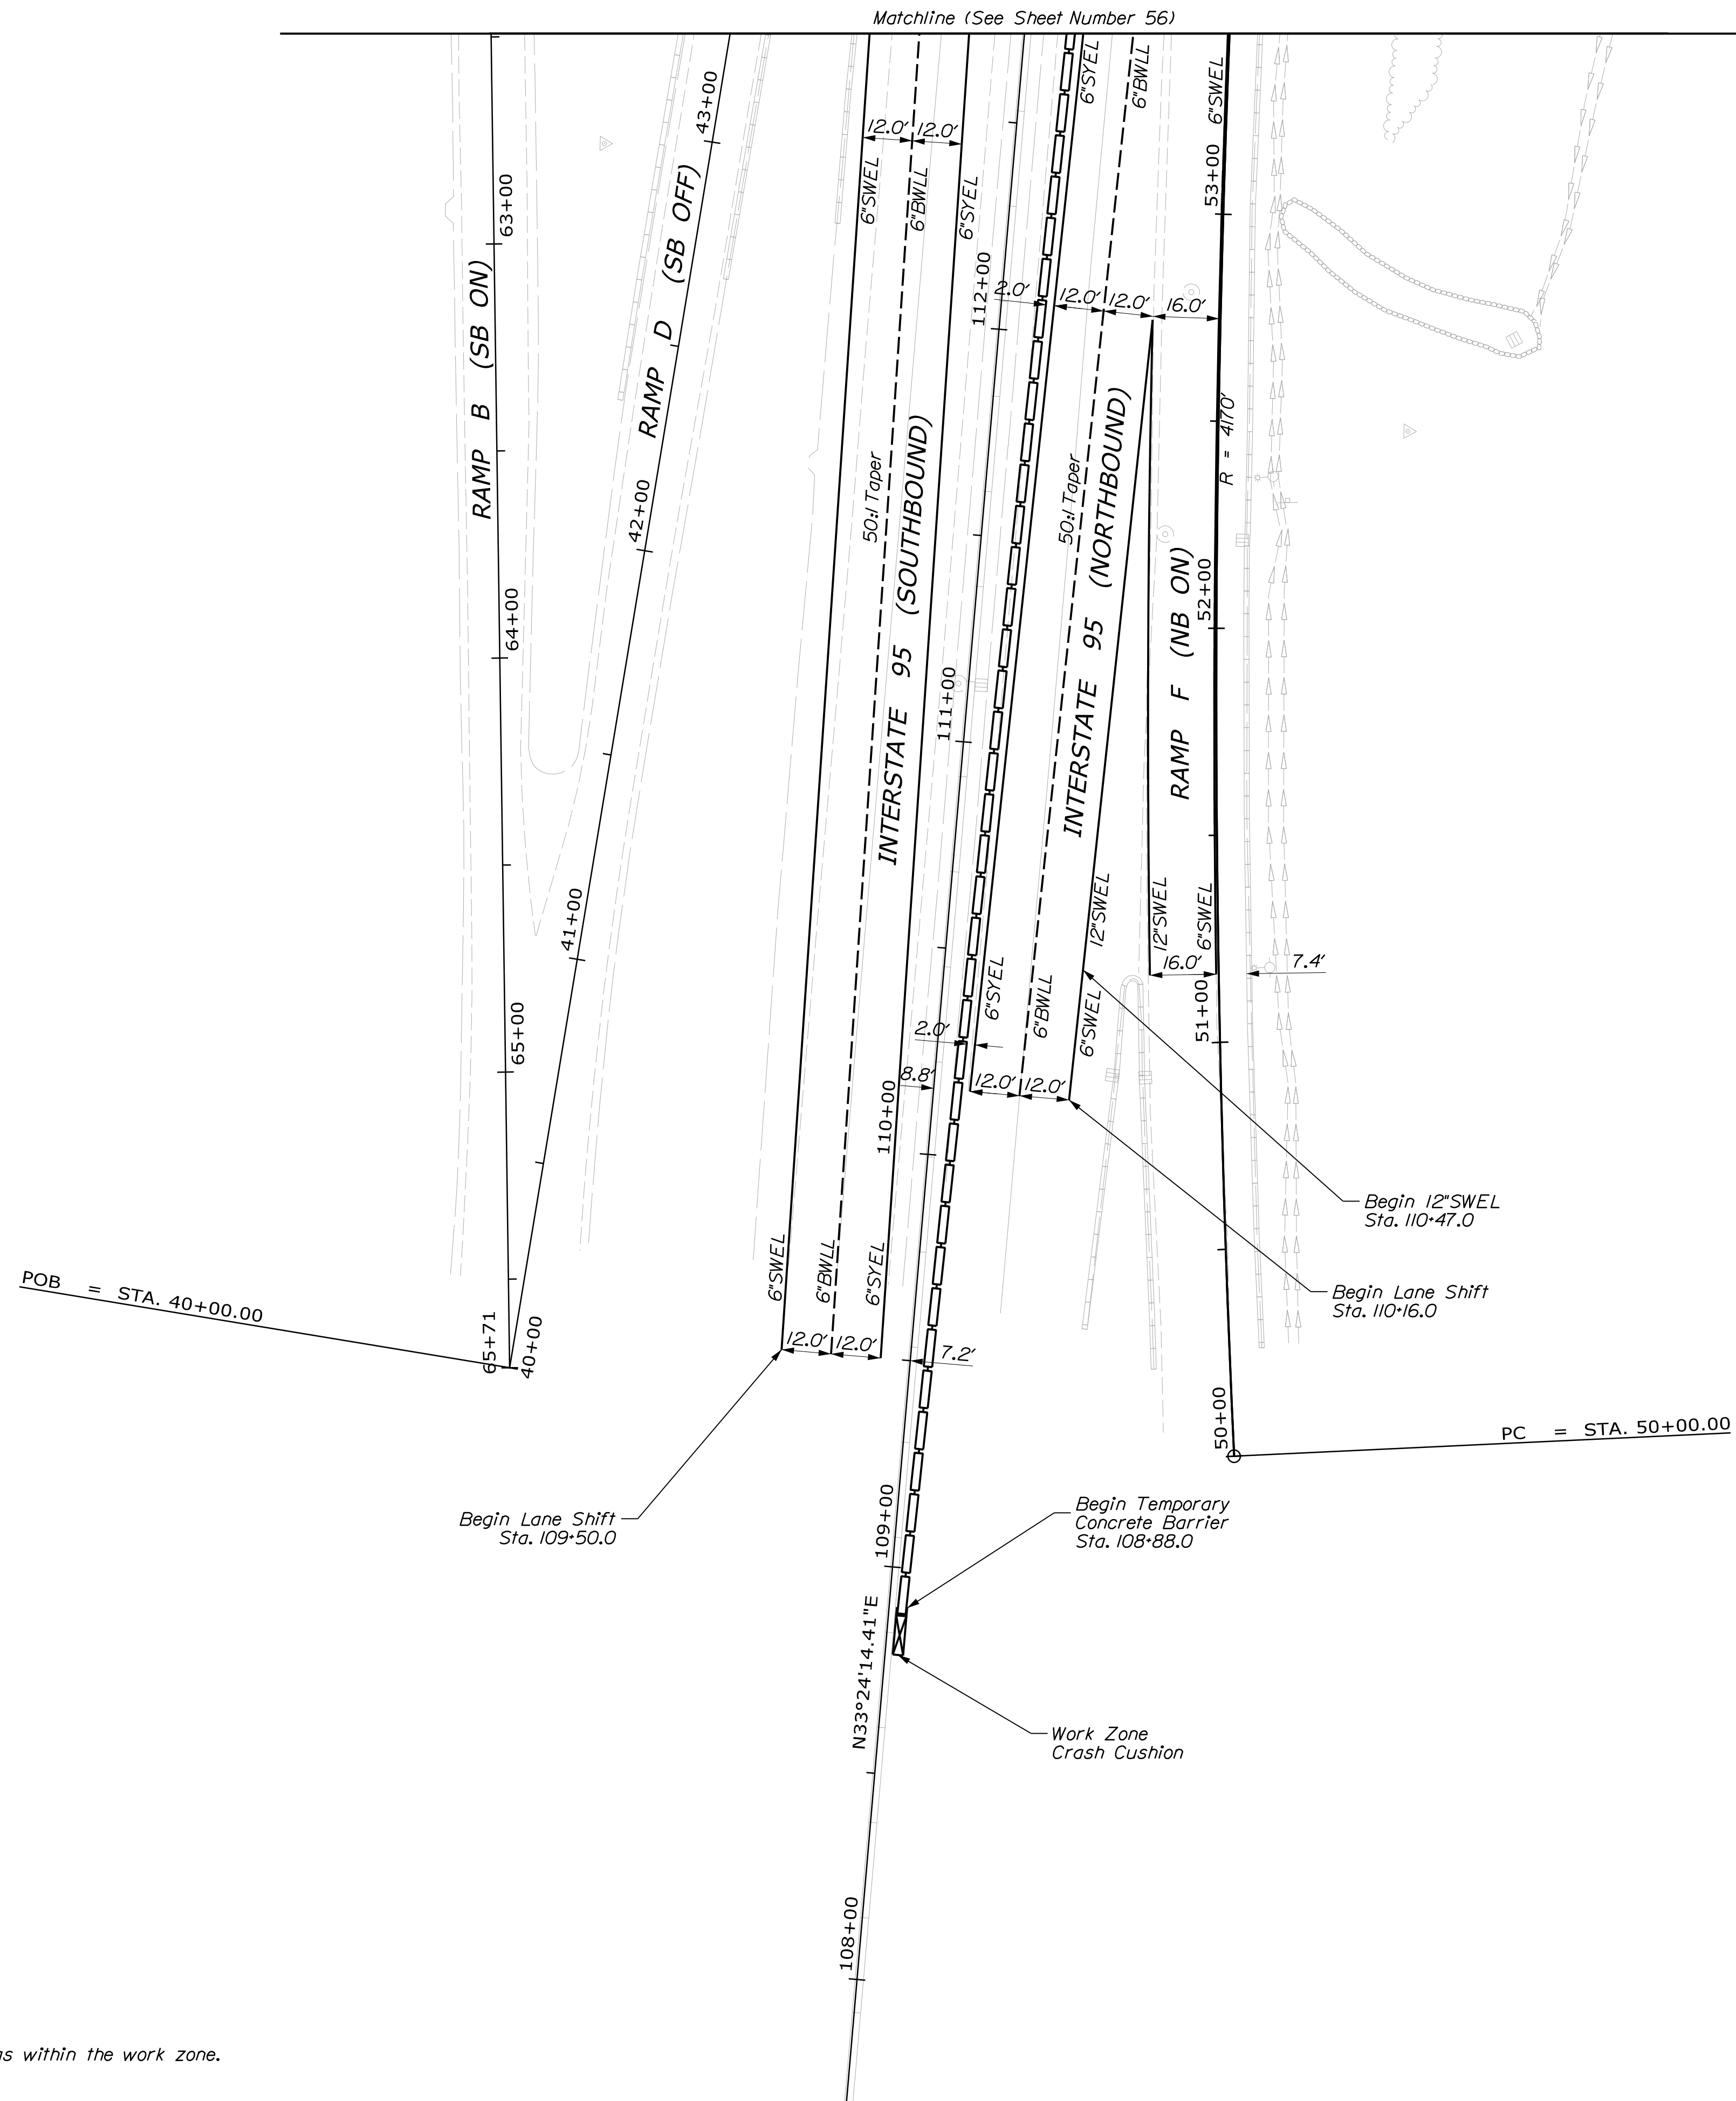 Matchline (See Sheet Number 56)
6"SYEL
6"BWLL
6"SWEL
43+00
12.0'
12.0'
6"SWEL
6"BWLL
6"SYEL
53+00
63+00
RAMP B (SB ON)
RAMP D (SB OFF)
112+00
2.0'
12.0'
12.0'
16.0'
R = 4170'
50:1 Taper
50:1 Taper
INTERSTATE 95 (SOUTHBOUND)
INTERSTATE 95 (NORTHBOUND)
RAMP F (NB ON)
42+00
52+00
64+00
111+00
41+00
12"SWEL
12"SWEL
6"SWEL
16.0'
7.4'
6"SYEL
6"BWLL
6"SWEL
51+00
65+00
2.0'
8.8'
12.0'
12.0'
110+00
Begin 12"SWEL
Sta. 110+47.0
Begin Lane Shift
Sta. 110+16.0
6"SWEL
6"BWLL
6"SYEL
POB = STA. 40+00.00
65+71
40+00
12.0'
12.0'
7.2'
50+00
PC = STA. 50+00.00
Begin Lane Shift
Sta. 109+50.0
109+00
Begin Temporary
Concrete Barrier
Sta. 108+88.0
N33°24'14.41"E
Work Zone
Crash Cushion
108+00
within the work zone.